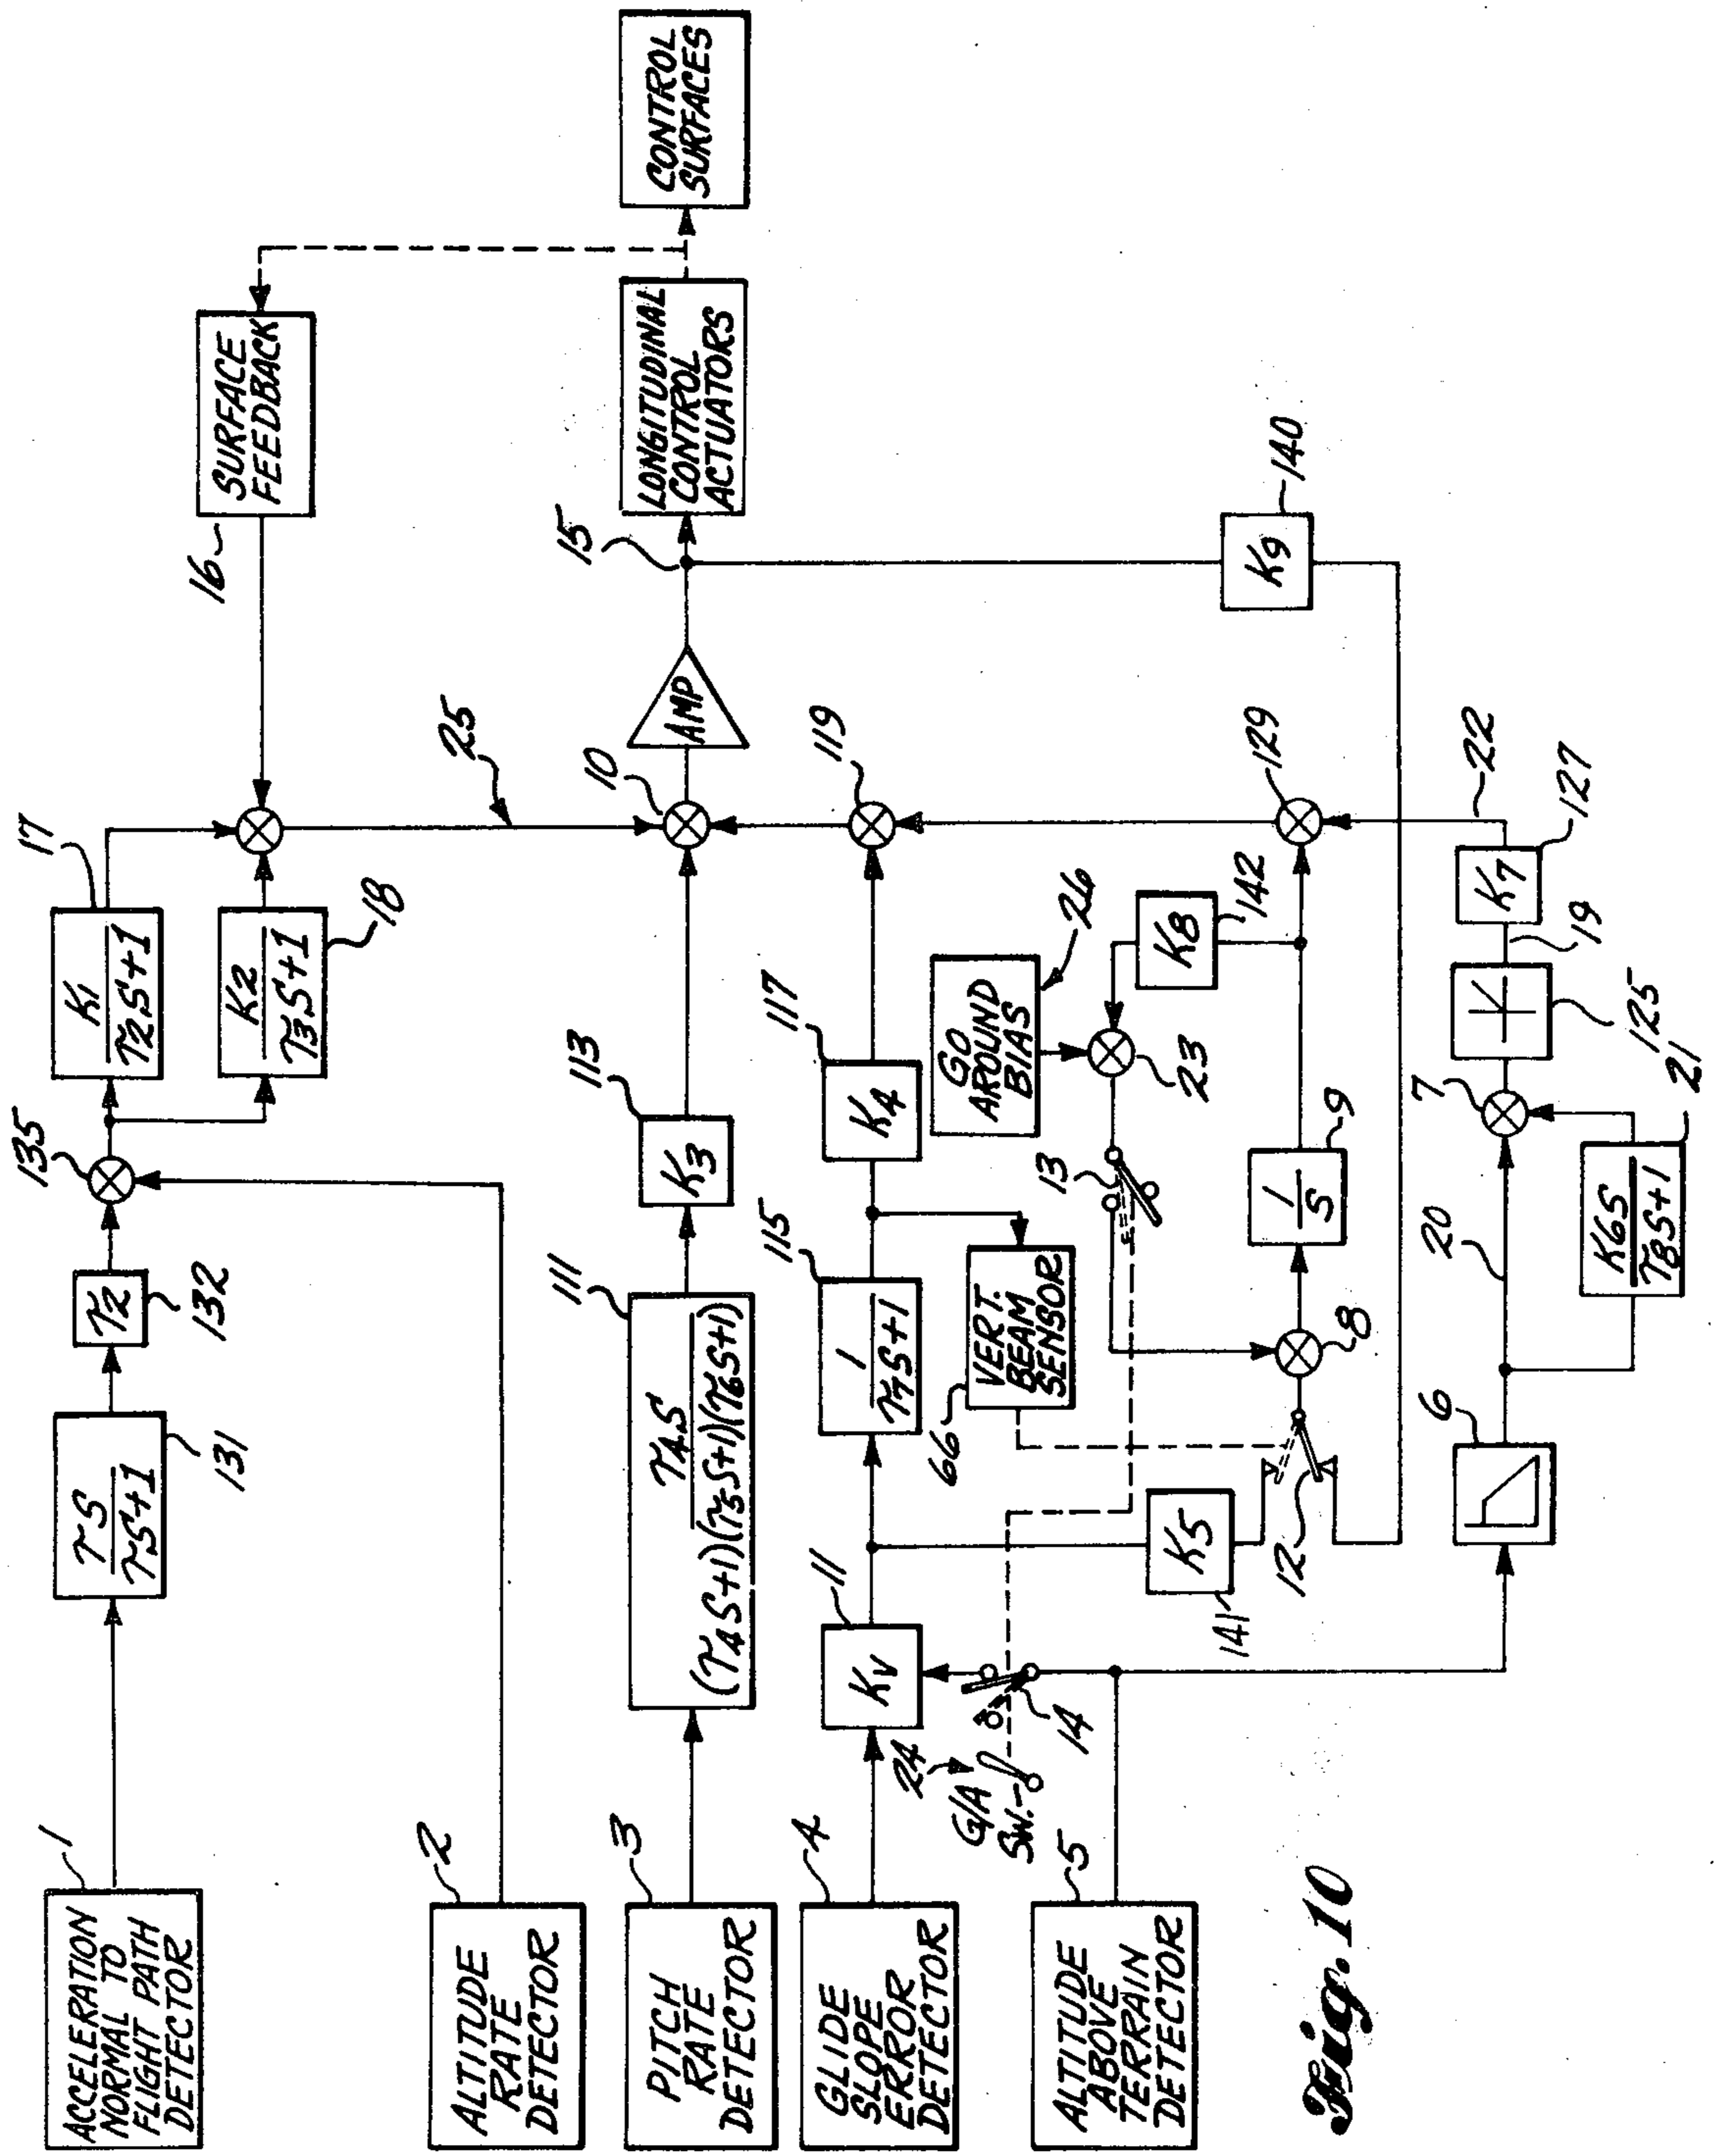 1
ACCELERATION
NORMAL TO
FLIGHT PATH
DETECTOR
τS
τS+1
131
τ2
132
135
K1
τ2S+1
17
K2
τ3S+1
18
16
SURFACE
FEEDBACK
25
2
ALTITUDE
RATE
DETECTOR
3
PITCH
RATE
DETECTOR
111
τ4S
(τ4S+1)(τ5S+1)(τ6S+1)
113
K3
10
AMP
15
LONGITUDINAL
CONTROL
ACTUATORS
CONTROL
SURFACES
4
GLIDE
SLOPE
ERROR
DETECTOR
11
KV
115
1
τ7S+1
117
K4
119
24
G/A
SW.
14
66
VERT.
BEAM
SENSOR
GO
AROUND
BIAS
26
13
23
K8
142
5
ALTITUDE
ABOVE
TERRAIN
DETECTOR
141
K5
12
8
1
S
9
129
K9
140
6
20
7
K6S
τ8S+1
21
125
19
K7
127
22
Fig. 10